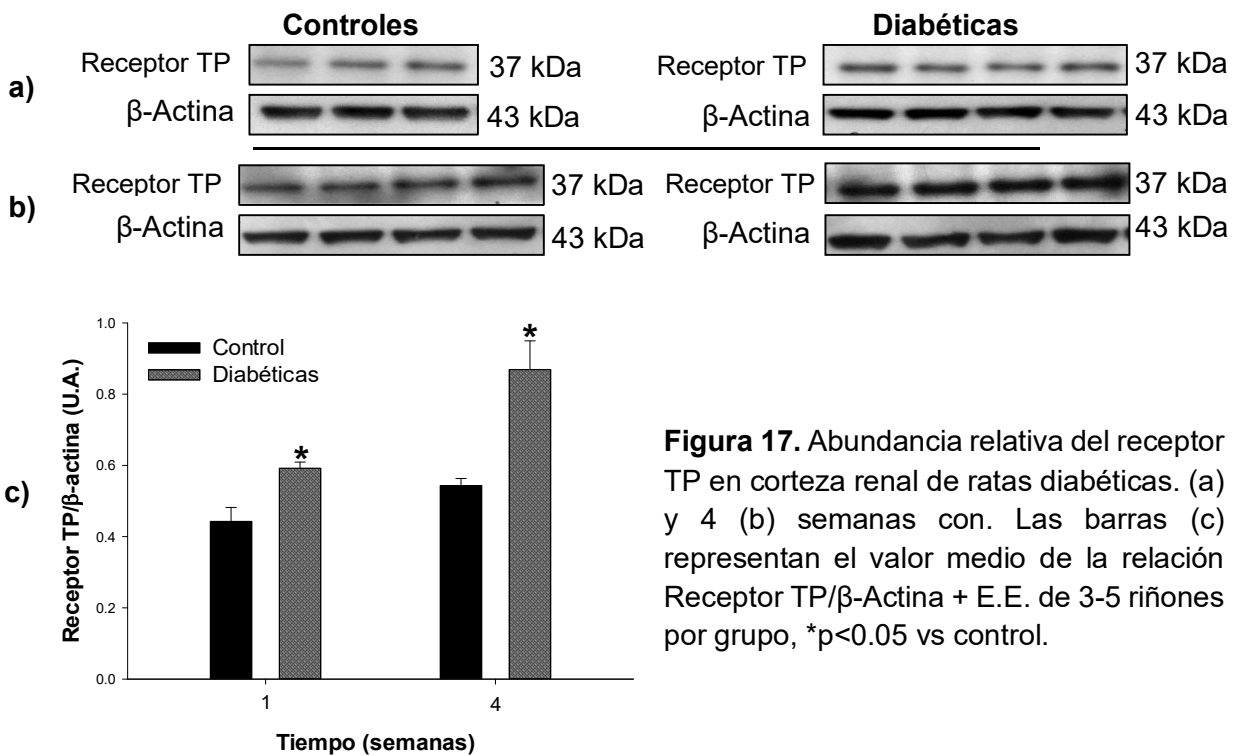 Controles
Diabéticas
a)
Receptor TP
37 kDa
Receptor TP
37 kDa
β-Actina
43 kDa
β-Actina
43 kDa
b)
Receptor TP
37 kDa
Receptor TP
37 kDa
β-Actina
43 kDa
β-Actina
43 kDa
c)
Receptor TP/β-actina (U.A.)
1.0
0.8
0.6
0.4
0.2
0.0
Control
Diabéticas
*
*
1
4
Tiempo (semanas)
Figura 17. Abundancia relativa del receptor
TP en corteza renal de ratas diabéticas. (a)
y 4 (b) semanas con. Las barras (c)
representan el valor medio de la relación
Receptor TP/β-Actina + E.E. de 3-5 riñones
por grupo, *p<0.05 vs control.